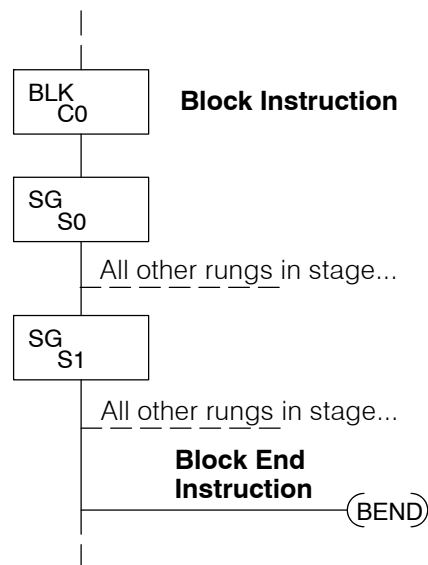 BLK
C0
Block Instruction
SG
S0
All other rungs in stage...
SG
S1
All other rungs in stage...
Block End
Instruction
(BEND)